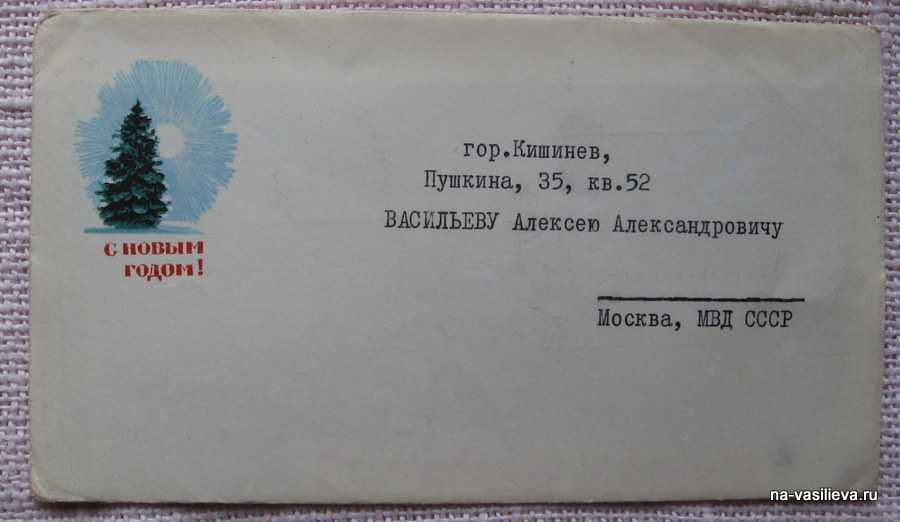 С НОВЫМ
ГОДОМ!
гор.Кишинев,
Пушкина, 35, кв.52
ВАСИЛЬЕВУ Алексею Александровичу
Москва, МВД СССР
na-vasilieva.ru